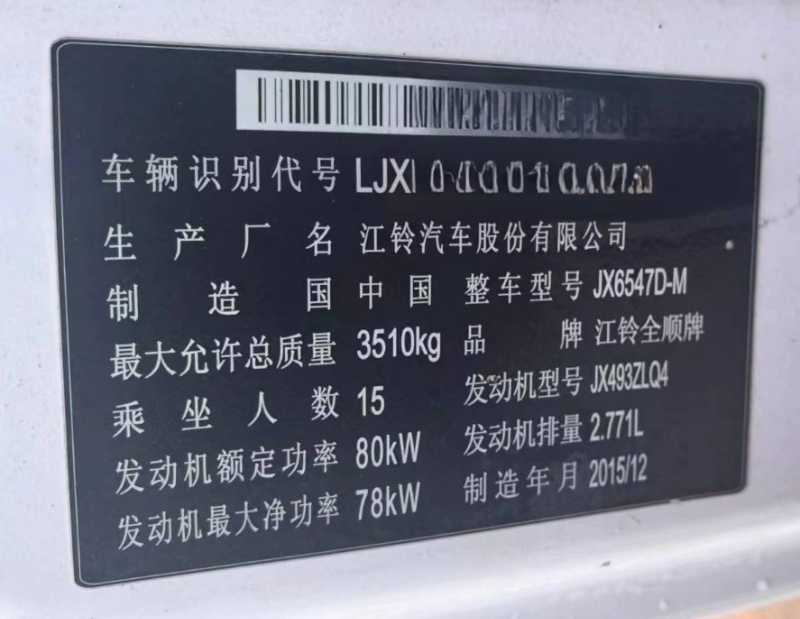 车辆识别代号 LJX
生产厂名 江铃汽车股份有限公司
制造国 中国 整车型号 JX6547D-M
最大允许总质量 3510kg 品牌 江铃全顺牌
乘坐人数 15 发动机型号 JX493ZLQ4
发动机额定功率 80kW 发动机排量 2.771L
发动机最大净功率 78kW 制造年月 2015/12